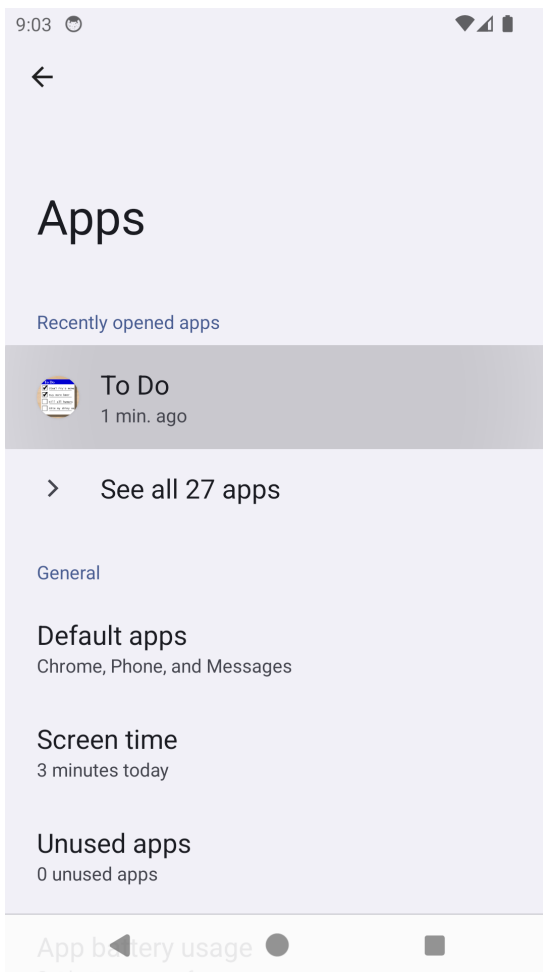 9:03
Apps
Recently opened apps
To Do
1 min. ago
See all 27 apps
General
Default apps
Chrome, Phone, and Messages
Screen time
3 minutes today
Unused apps
0 unused apps
App battery usage